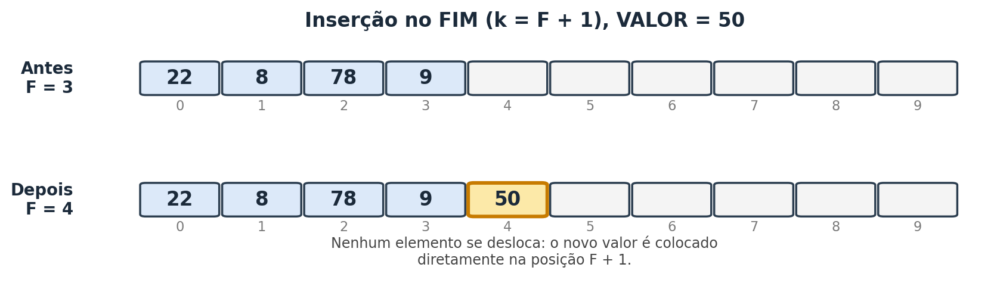 Inserção no FIM (k = F + 1), VALOR = 50
Antes
F = 3
22 8 78 9
0 1 2 3 4 5 6 7 8 9
Depois
F = 4
22 8 78 9 50
0 1 2 3 4 5 6 7 8 9
Nenhum elemento se desloca: o novo valor é colocado
diretamente na posição F + 1.